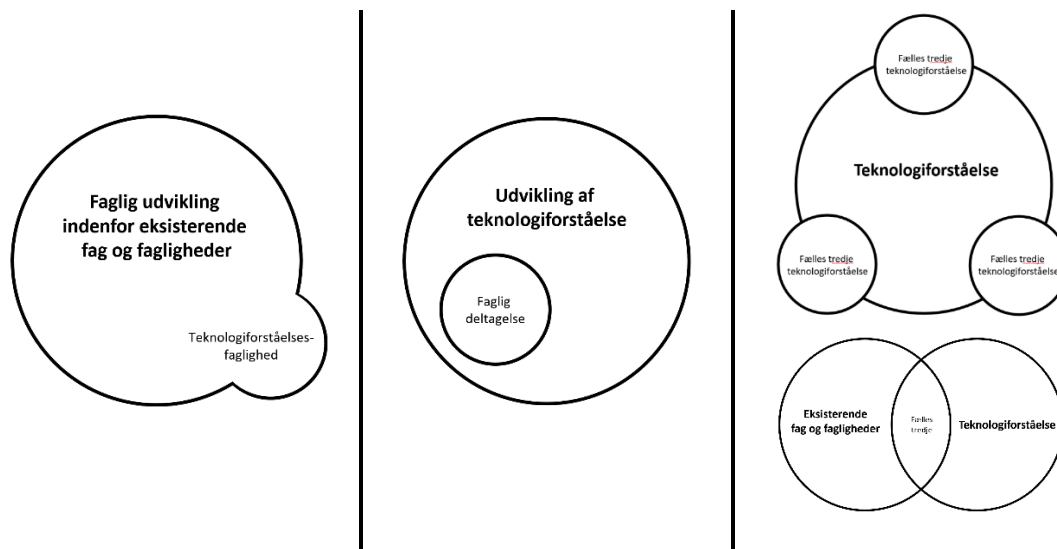 Faglig udvikling
indenfor eksisterende
fag og fagligheder
Teknologiforståelses-
faglighed
Udvikling af
teknologiforståelse
Faglig
deltagelse
Fælles tredje
teknologiforståelse
Teknologiforståelse
Fælles tredje
teknologiforståelse
Fælles tredje
teknologiforståelse
Eksisterende
fag og fagligheder
Fælles
tredje
Teknologiforståelse